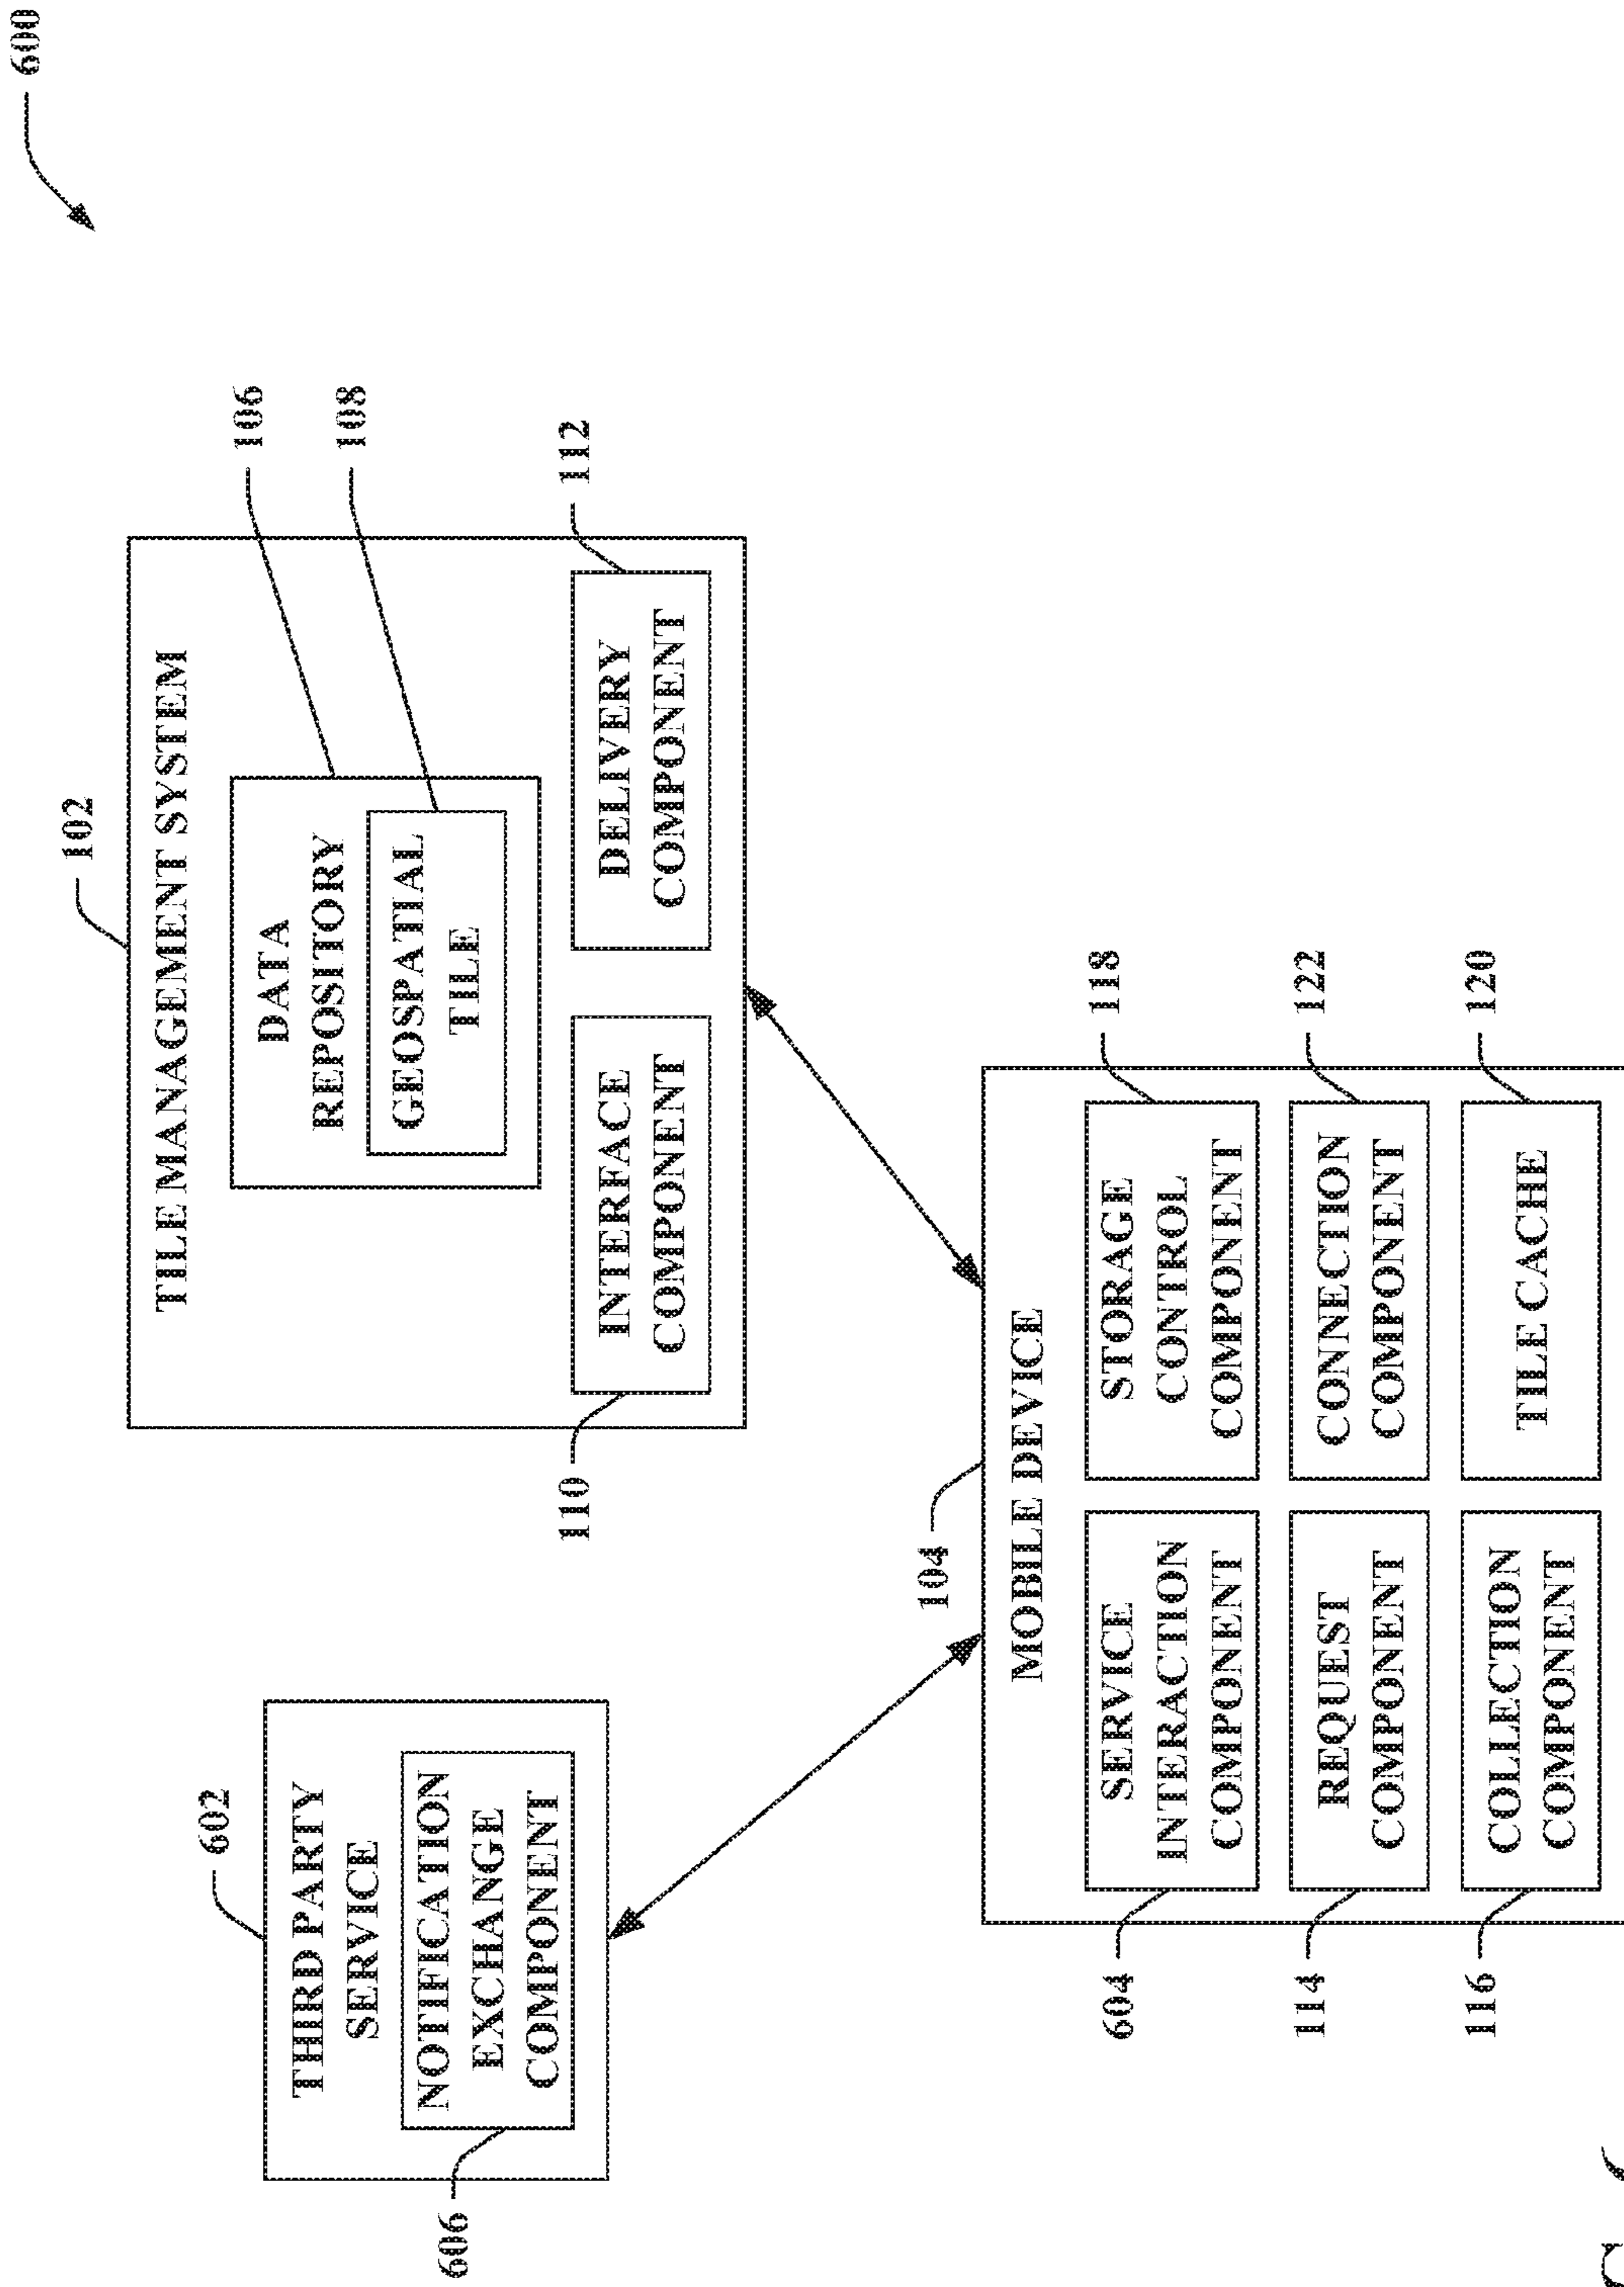 600
602
THIRD PARTY
SERVICE
NOTIFICATION
EXCHANGE
COMPONENT
606
102
TILE MANAGEMENT SYSTEM
106
DATA
REPOSITORY
108
GEOSPATIAL
TILE
110
INTERFACE
COMPONENT
112
DELIVERY
COMPONENT
104
MOBILE DEVICE
604
SERVICE
INTERACTION
COMPONENT
118
STORAGE
CONTROL
COMPONENT
114
REQUEST
COMPONENT
122
CONNECTION
COMPONENT
116
COLLECTION
COMPONENT
120
TILE CACHE